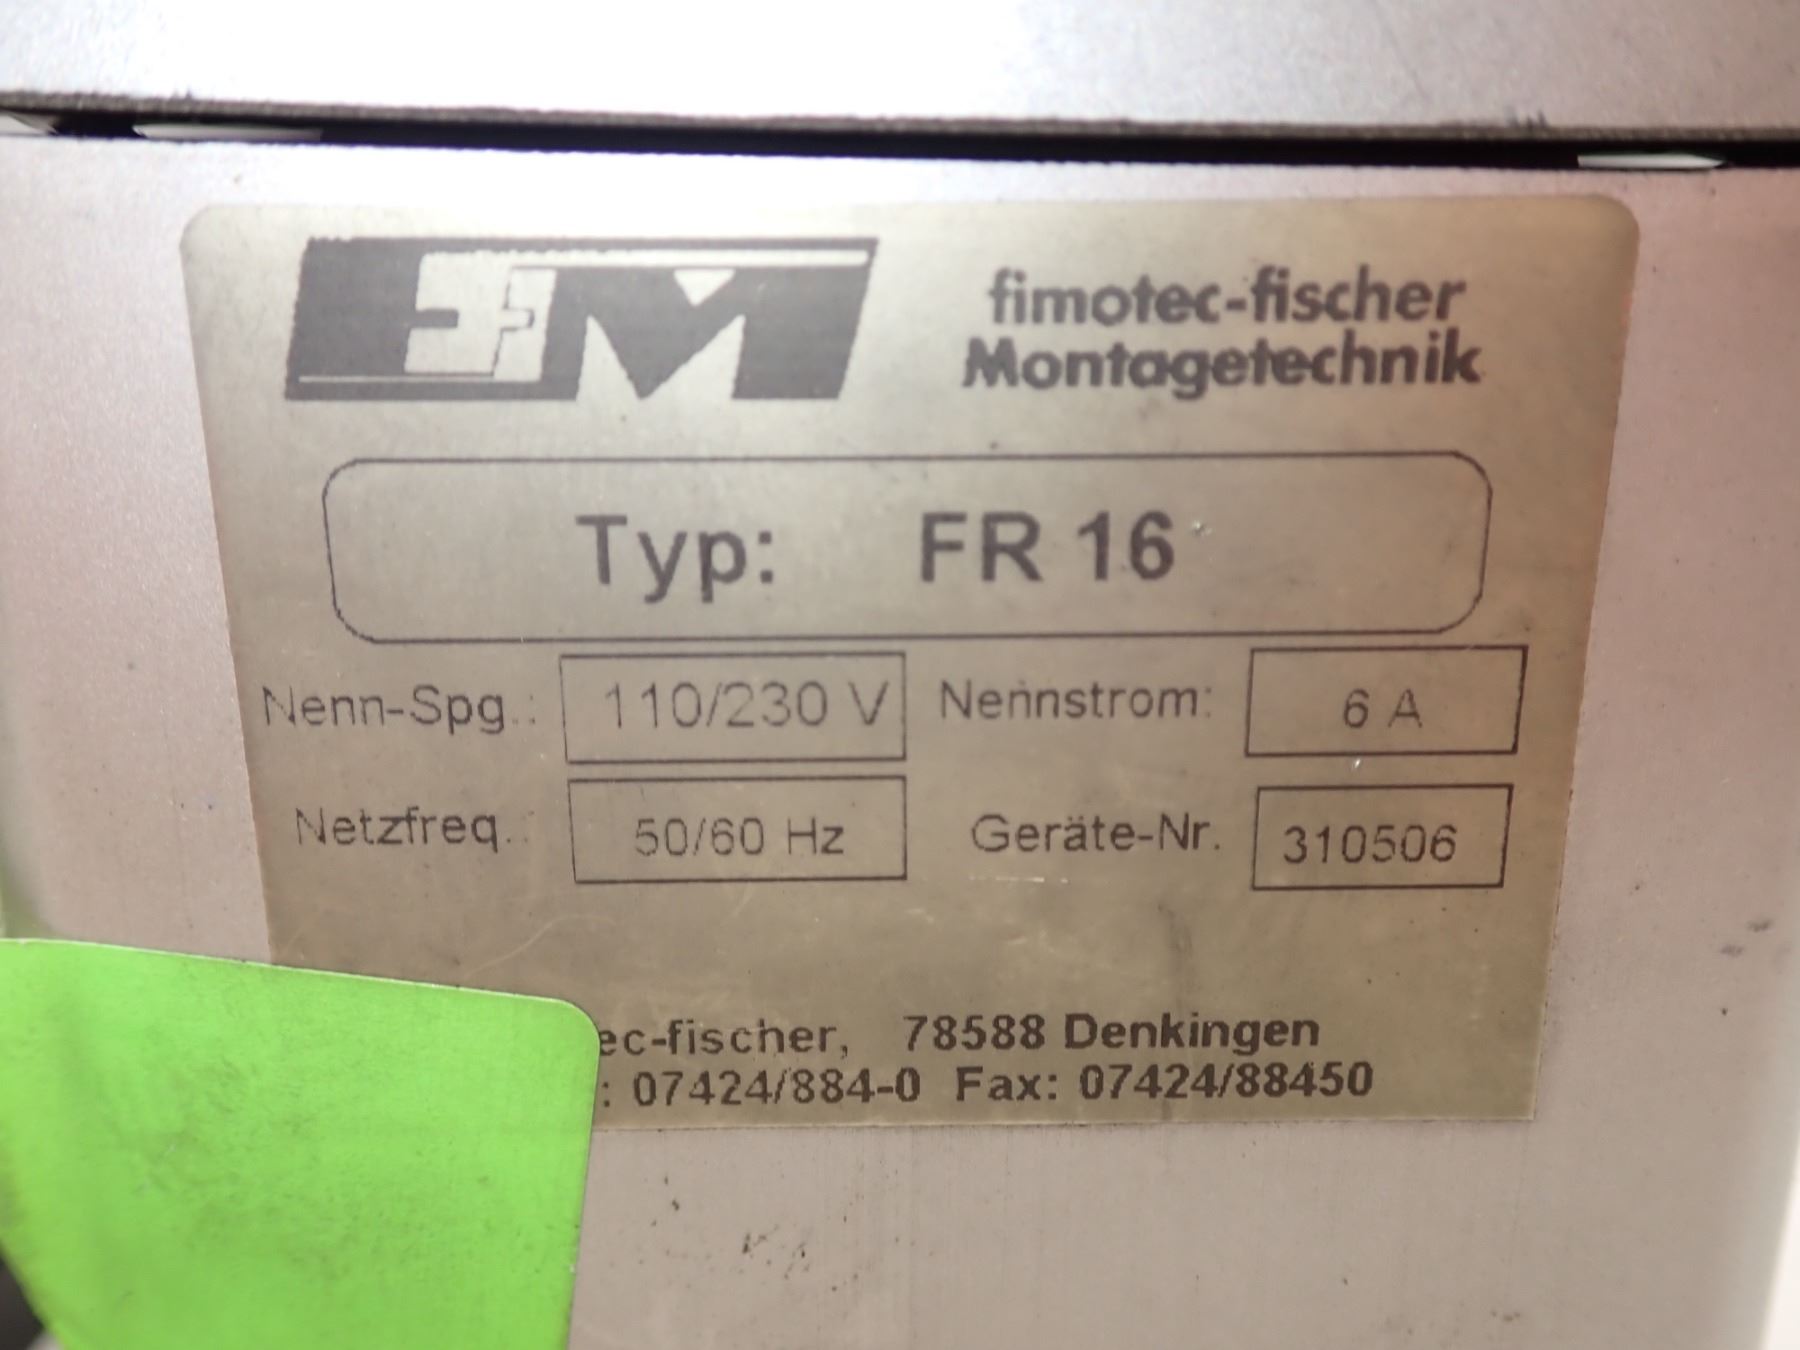 FM
fimotec-fischer
Montagetechnik
Typ: FR 16
Nenn-Spg.: 110/230 V Nennstrom: 6 A
Netzfreq.: 50/60 Hz Geräte-Nr. 310506
ec-fischer, 78588 Denkingen
: 07424/884-0 Fax: 07424/88450